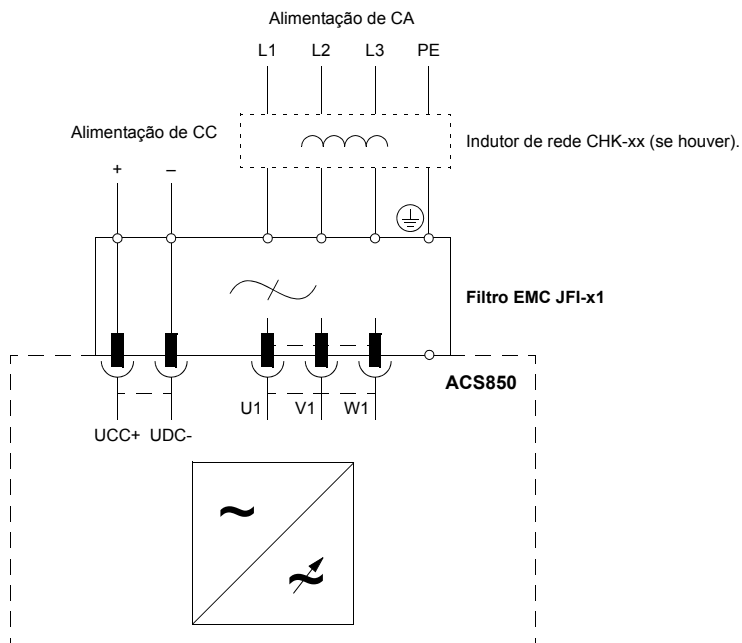 Alimentação de CA
L1 L2 L3 PE
Alimentação de CC
Indutor de rede CHK-xx (se houver).
+ –
Filtro EMC JFI-x1
ACS850
U1 V1 W1
UCC+ UDC-